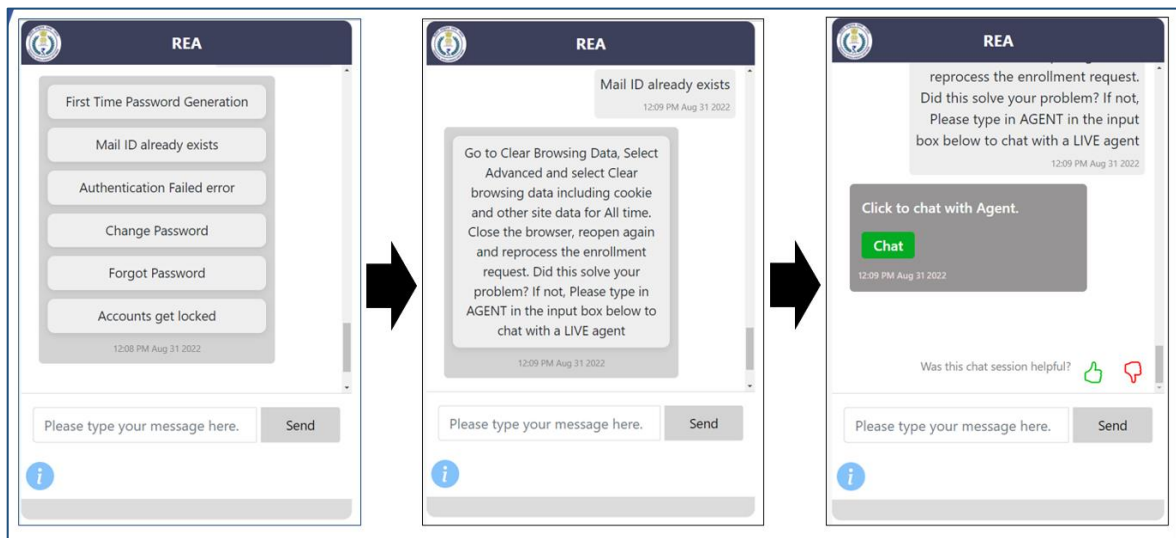 REA
First Time Password Generation
Mail ID already exists
Authentication Failed error
Change Password
Forgot Password
Accounts get locked
12:08 PM Aug 31 2022
Please type your message here.
Send
i
REA
Mail ID already exists
12:09 PM Aug 31 2022
Go to Clear Browsing Data, Select
Advanced and select Clear
browsing data including cookie
and other site data for All time.
Close the browser, reopen again
and reprocess the enrollment
request. Did this solve your
problem? If not, Please type in
AGENT in the input box below to
chat with a LIVE agent
12:09 PM Aug 31 2022
Please type your message here.
Send
i
REA
reprocess the enrollment request.
Did this solve your problem? If not,
Please type in AGENT in the input
box below to chat with a LIVE agent
12:09 PM Aug 31 2022
Click to chat with Agent.
Chat
12:09 PM Aug 31 2022
Was this chat session helpful?
Please type your message here.
Send
i